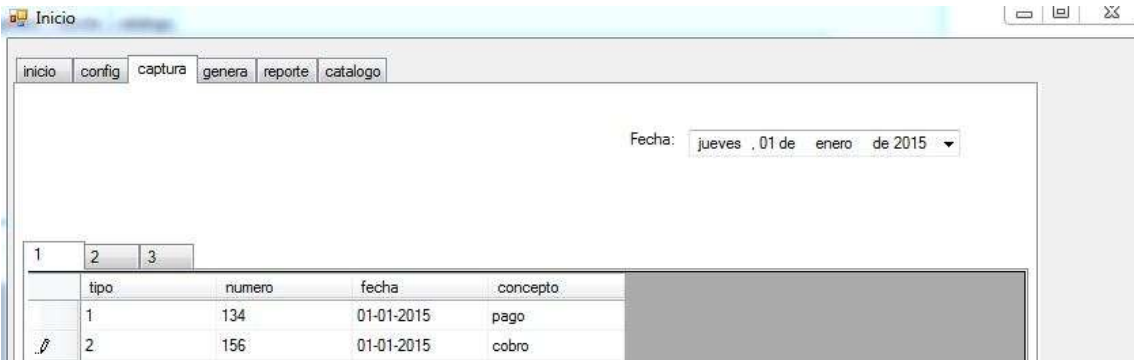 Inicio
inicio config captura genera reporte catalogo
Fecha: jueves , 01 de enero de 2015
1 2 3
tipo numero fecha concepto
1 134 01-01-2015 pago
2 156 01-01-2015 cobro